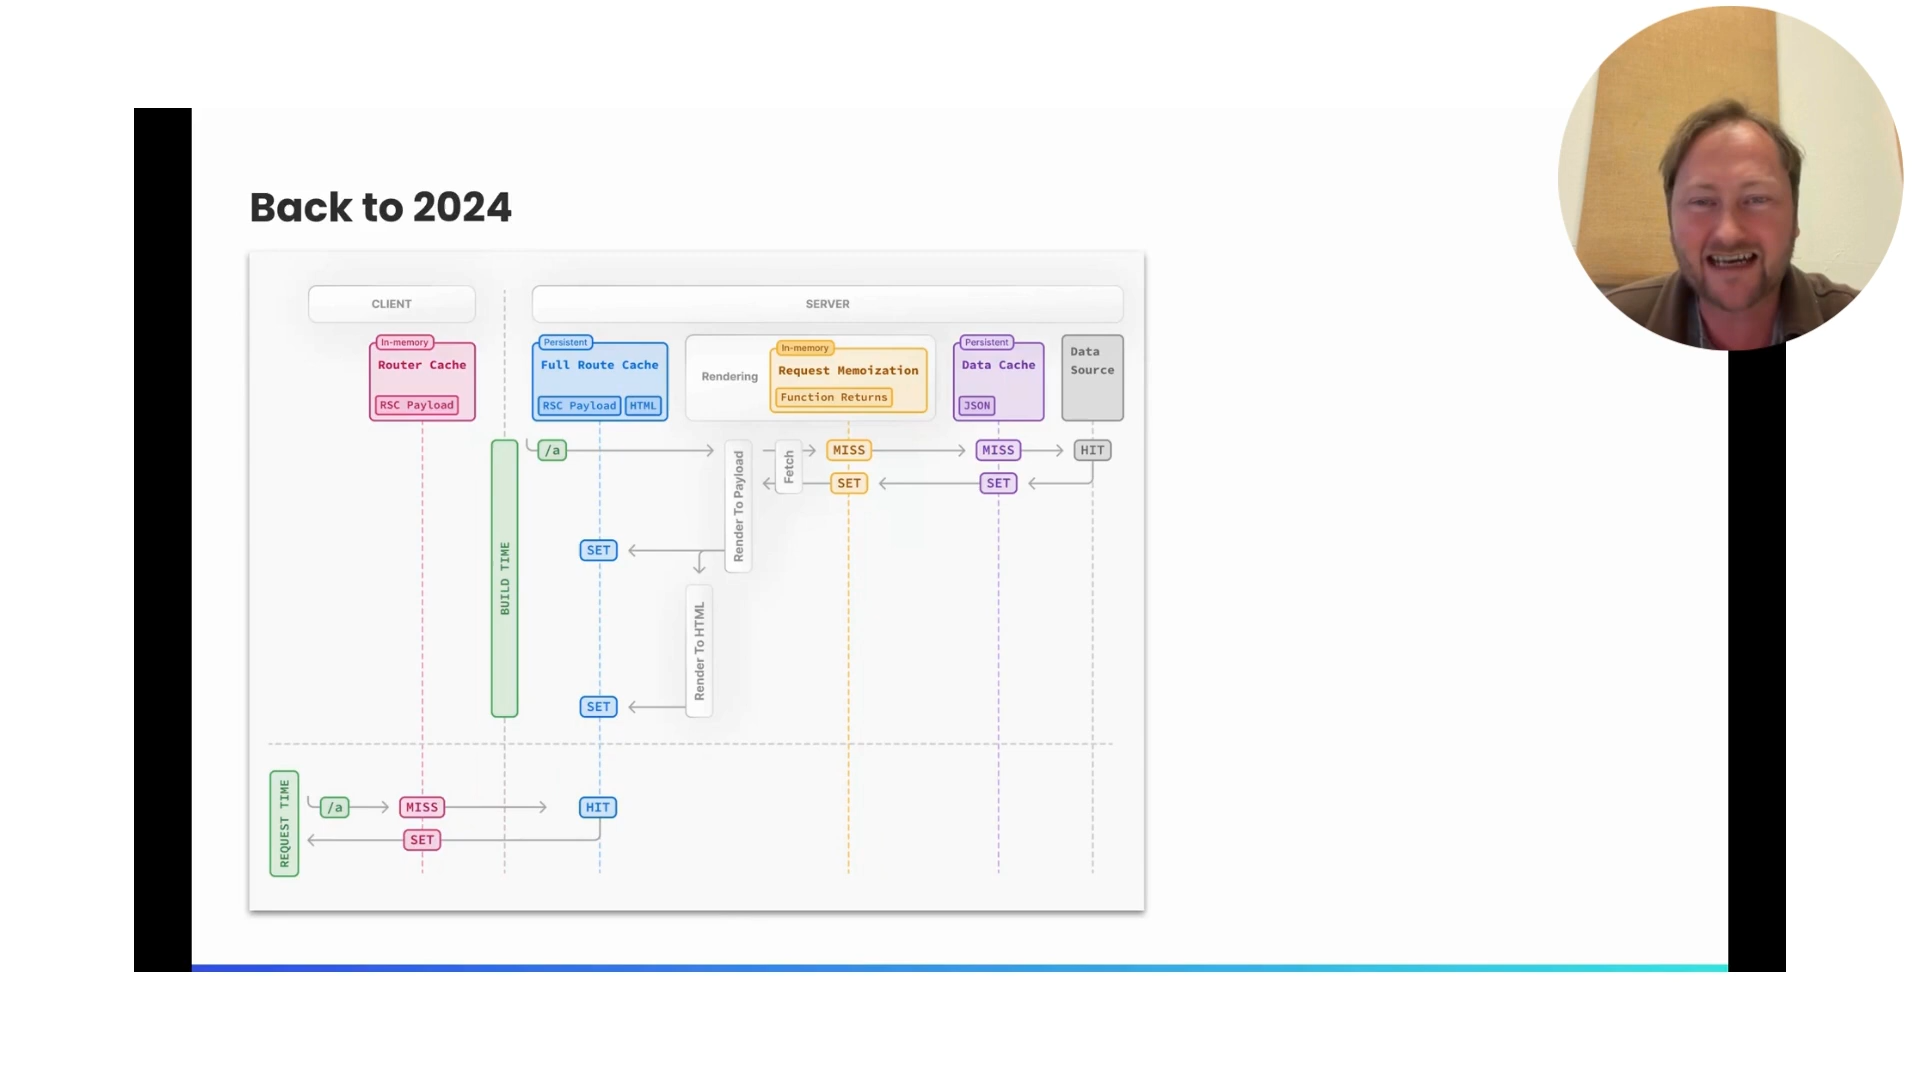 Back to 2024
CLIENT
SERVER
In-memory
Router Cache
RSC Payload
Persistent
Full Route Cache
RSC Payload
HTML
Rendering
In-memory
Request Memoization
Function Returns
Persistent
Data Cache
JSON
Data
Source
BUILD TIME
/a
Render To Payload
Fetch
MISS
MISS
HIT
SET
SET
SET
Render To HTML
SET
REQUEST TIME
/a
MISS
HIT
SET